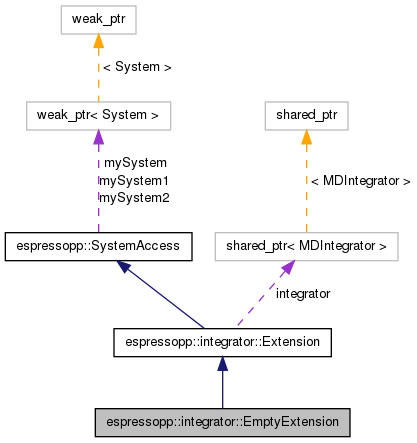 weak_ptr
< System >
weak_ptr< System >
shared_ptr
mySystem
mySystem1
mySystem2
< MDIntegrator >
espressopp::SystemAccess
shared_ptr< MDIntegrator >
integrator
espressopp::integrator::Extension
espressopp::integrator::EmptyExtension